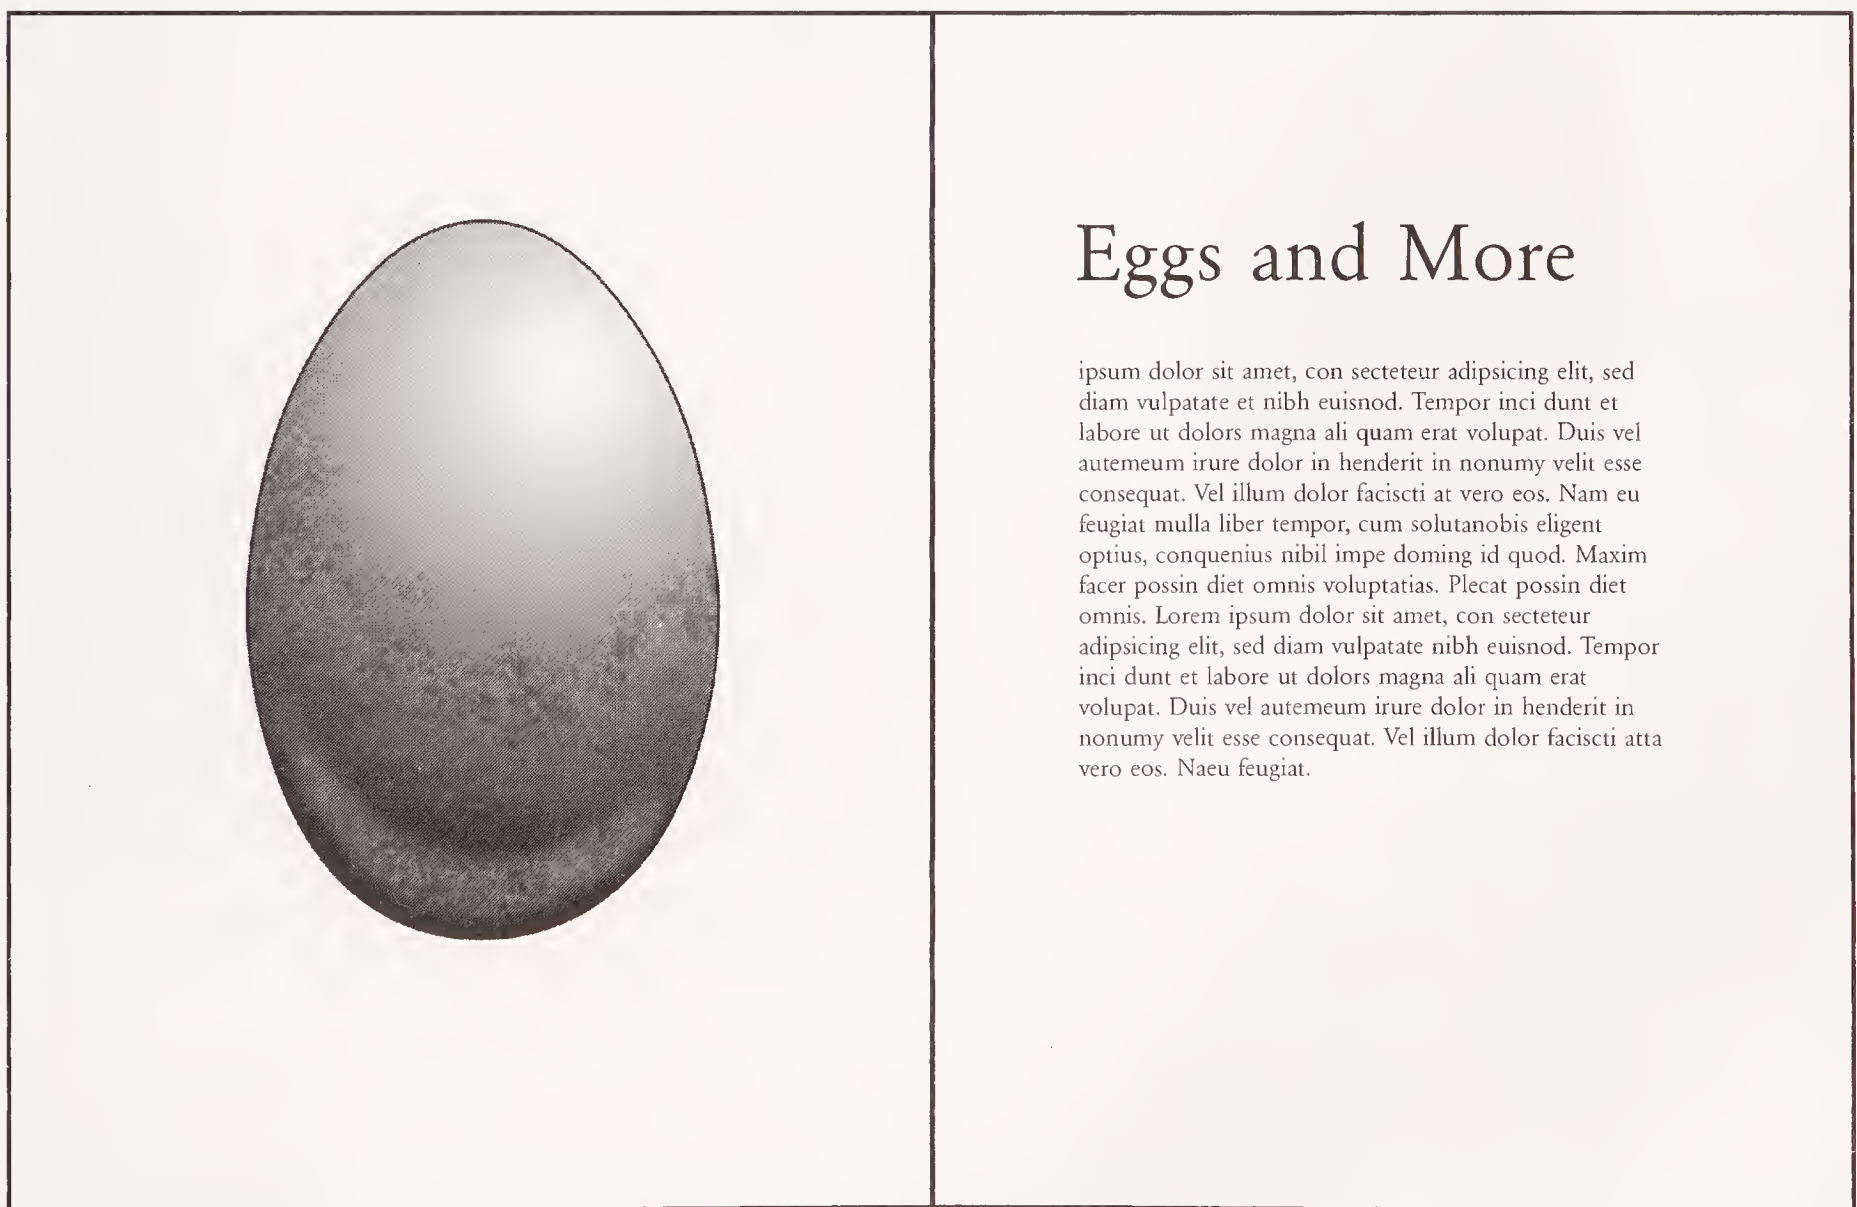 Eggs and More
ipsum dolor sit amet, con secteteur adipsicing elit, sed
diam vulpatate et nibh euisnod. Tempor inci dunt et
labore ut dolors magna ali quam erat volupat. Duis vel
autemeum irure dolor in henderit in nonumy velit esse
consequat. Vel illum dolor faciscti at vero eos. Nam eu
feugiat mulla liber tempor, cum solutanobis eligent
optius, conquenius nibil impe doming id quod. Maxim
facer possin diet omnis voluptatias. Plecat possin diet
omnis. Lorem ipsum dolor sit amet, con secteteur
adipsicing elit, sed diam vulpatate nibh euisnod. Tempor
inci dunt et labore ut dolors magna ali quam erat
volupat. Duis vel autemeum irure dolor in henderit in
nonumy velit esse consequat. Vel illum dolor faciscti atta
vero eos. Naeu feugiat.